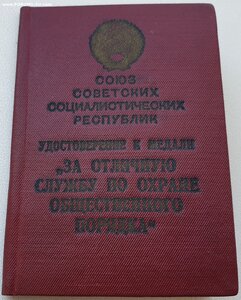 СОЮЗ
СОВЕТСКИХ
СОЦИАЛИСТИЧЕСКИХ
РЕСПУБЛИК
УДОСТОВЕРЕНИЕ К МЕДАЛИ
„ЗА ОТЛИЧНУЮ
СЛУЖБУ ПО ОХРАНЕ
ОБЩЕСТВЕННОГО
ПОРЯДКА“